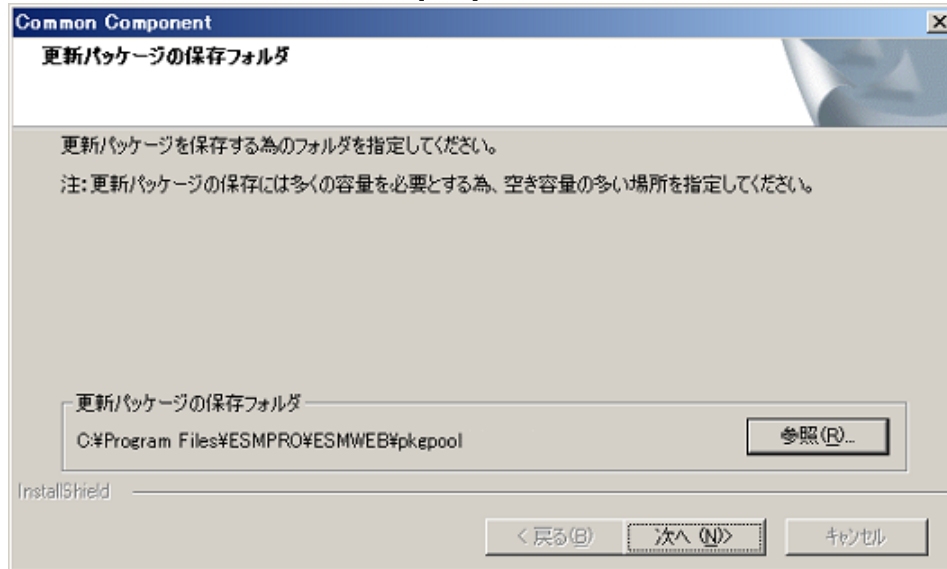 Common Component
更新パッケージの保存フォルダ
更新パッケージを保存する為のフォルダを指定してください。
注: 更新パッケージの保存には多くの容量を必要とする為、空き容量の多い場所を指定してください。
更新パッケージの保存フォルダ
C:¥Program Files¥ESMPRO¥ESMWEB¥pkgpool
参照(R)...
InstallShield
< 戻る(B)
次へ (N)>
キャンセル